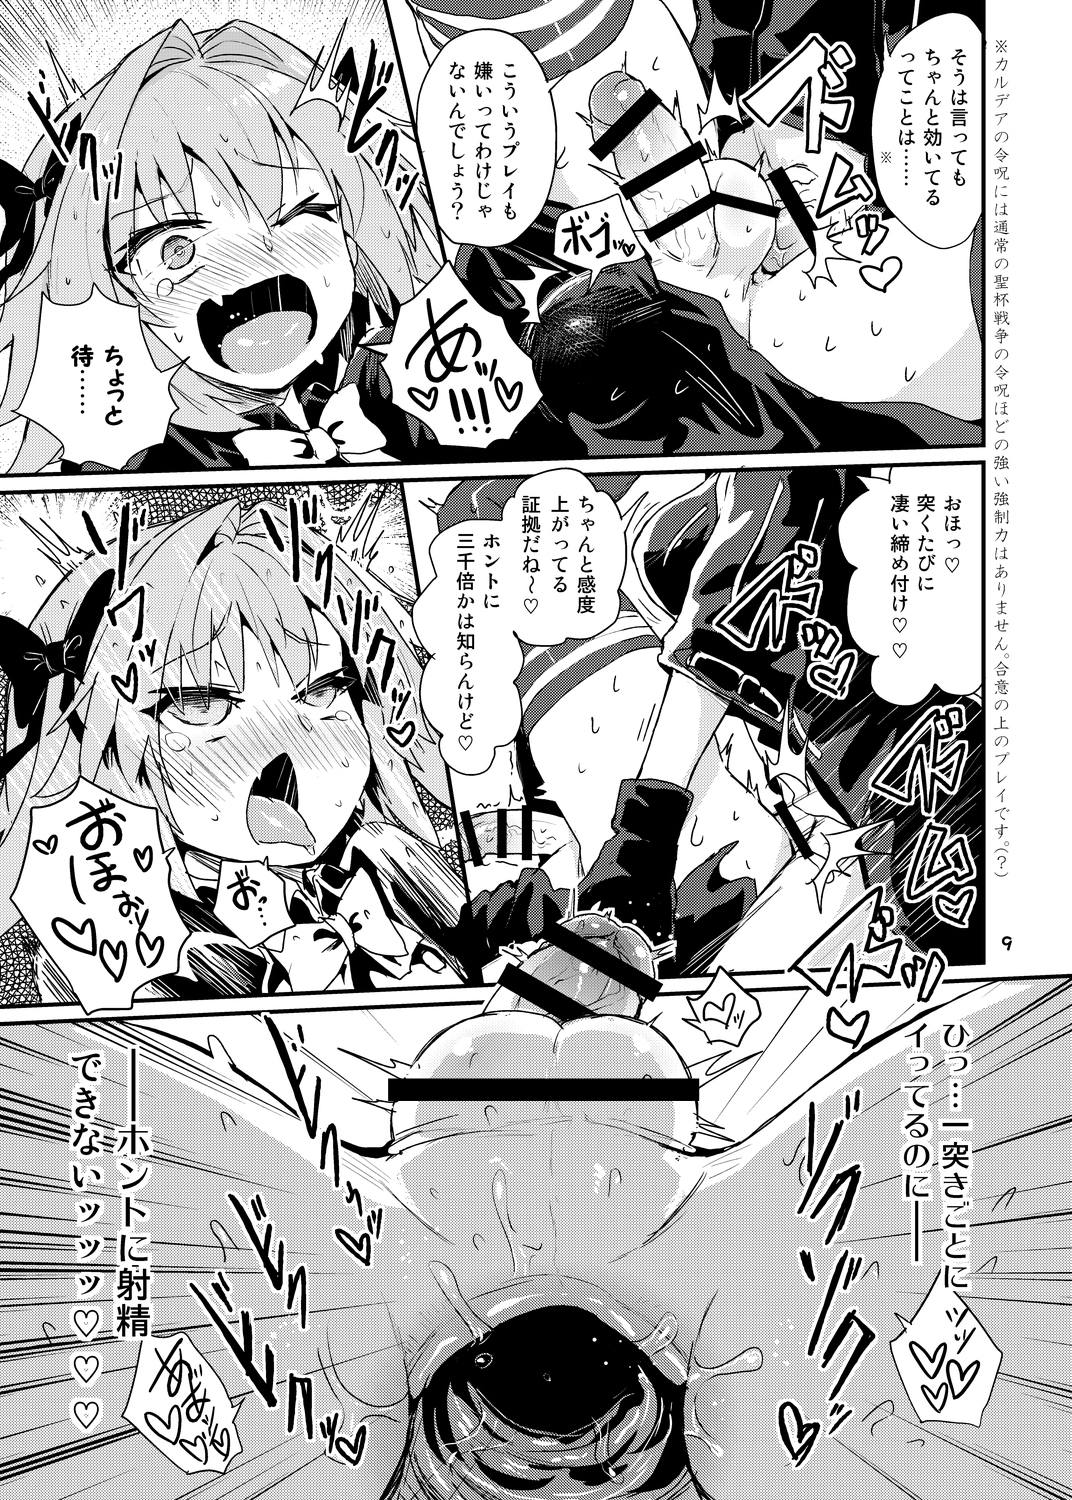 ※カルデアの令呪には通常の聖杯戦争の令呪ほどの強い強制力はありません。合意の上のプレイです。(？)
そうは言っても
ちゃんと効いてる
ってことは……
※
ズドムッ♡
ボゴッ
こういうプレイも
嫌いってわけじゃ
ないんでしょう？
あ゛ッ!!!♡♡
ちょっと
待……
おほっ♡
突くたびに
凄い締め付け♡♡
ちゃんと感度
上がってる
証拠だね～♡
ホントに
三千倍かは知らんけど♡
お…
おほぉッ♡♡♡♡
9
ひっ…一突きごとに
イってるのに――
――ホントに射精
できないッッッ♡♡♡♡